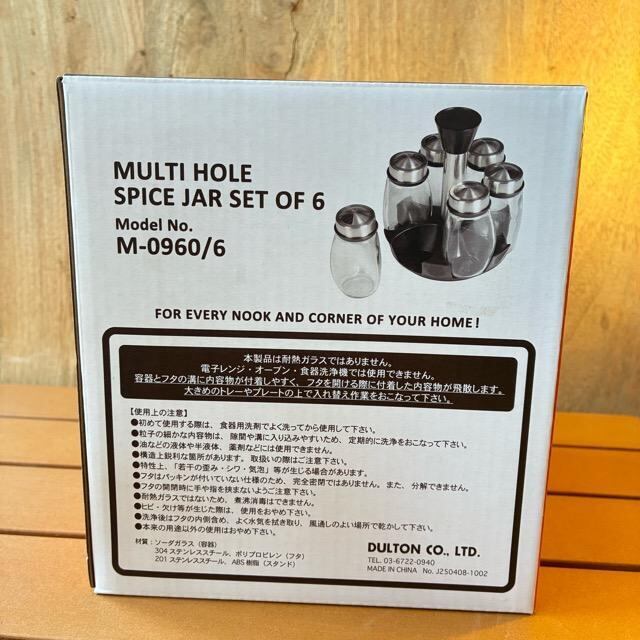 MULTI HOLE
SPICE JAR SET OF 6
Model No.
M-0960/6
FOR EVERY NOOK AND CORNER OF YOUR HOME!
本製品は耐熱ガラスではありません。
電子レンジ・オーブン・食器洗浄機では使用できません。
容器とフタの溝に内容物が付着しやすく、フタを開ける際に付着した内容物が飛散します。
大きめのトレーやプレートの上で入れ替え作業をおこなって下さい。
【使用上の注意】
●初めて使用する際は、食器用洗剤でよく洗ってから使用して下さい。
●粒子の細かな内容物は、隙間や溝に入り込みやすいため、定期的に洗浄をおこなって下さい。
●油などの液体や半液体、薬剤などには使用できません。
●構造上鋭利な箇所があります。取扱いの際はご注意下さい。
●特性上、「若干の歪み・シワ・気泡」等が生じる場合があります。
●フタはパッキンが付いていない仕様のため、完全密閉ではありません。また、分解できません。
●フタの開閉時に手や指を挟まないようご注意下さい。
●耐熱ガラスではないため、煮沸消毒はできません。
●ヒビ・欠け等が生じた際は、使用をおやめ下さい。
●洗浄後はフタの内側含め、よく水気を拭き取り、風通しのよい場所で乾かして下さい。
●本来の用途以外の使用はおやめ下さい。
材質：ソーダガラス（容器）
304 ステンレススチール、ポリプロピレン（フタ）
201 ステンレススチール、ABS 樹脂（スタンド）
DULTON CO., LTD.
TEL. 03-6722-0940
MADE IN CHINA No. J250408-1002